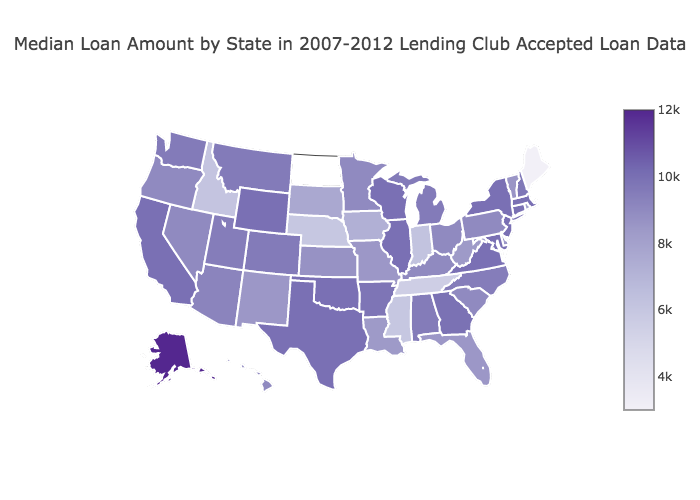 Median Loan Amount by State in 2007-2012 Lending Club Accepted Loan Data
12k
10k
8k
6k
4k